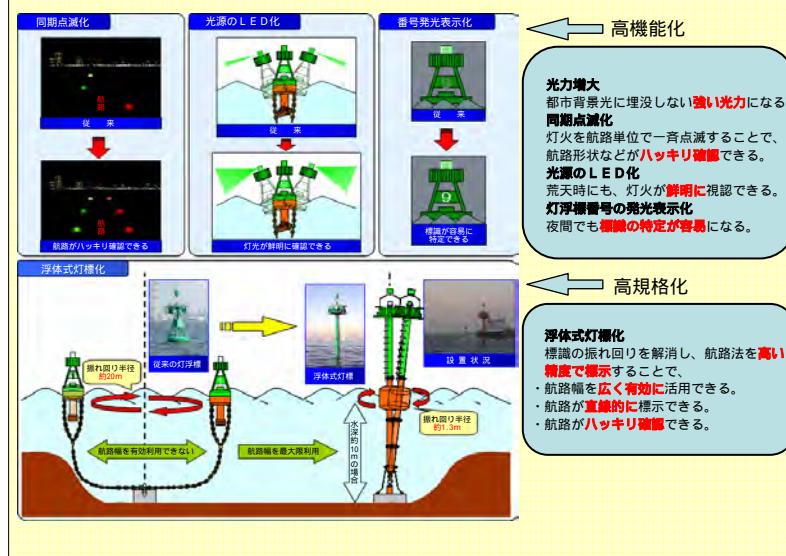 同期点滅化
航路
従　来
航路がハッキリ確認できる
光源のＬＥＤ化
従　来
灯光が鮮明に確認できる
番号発光表示化
従　来
9
標識が容易に
特定できる
高機能化
光力増大
都市背景光に埋没しない強い光力になる
同期点滅化
灯火を航路単位で一斉点滅することで、
航路形状などがハッキリ確認できる。
光源のＬＥＤ化
荒天時にも、灯火が鮮明に視認できる。
灯浮標番号の発光表示化
夜間でも標識の特定が容易になる。
浮体式灯標化
従来の灯浮標
浮体式灯標
設 置 状 況
振れ回り半径
約20m
振れ回り半径
約1.3m
航路幅を有効利用できない
航路幅を最大限利用
水深約10mの場合
高規格化
浮体式灯標化
標識の振れ回りを解消し、航路法を高い
精度で標示することで、
・航路幅を広く有効に活用できる。
・航路が直線的に標示できる。
・航路がハッキリ確認できる。